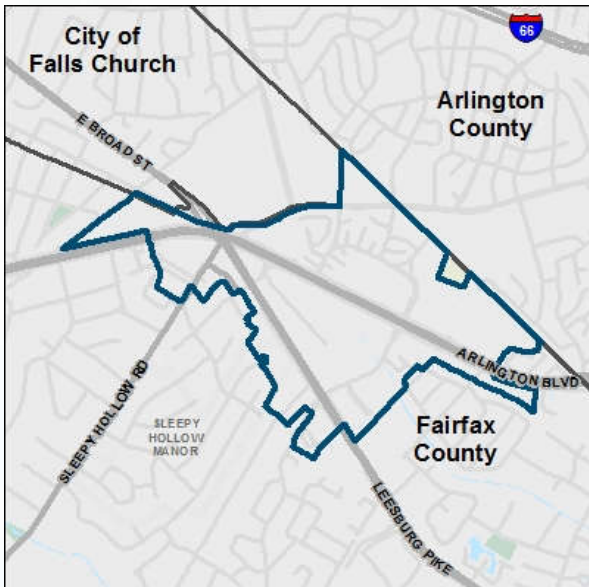 City of
Falls Church
66
Arlington
County
E BROAD ST
ARLINGTON BLVD
SLEEPY HOLLOW RD
SLEEPY
HOLLOW
MANOR
Fairfax
County
LEESBURG PIKE